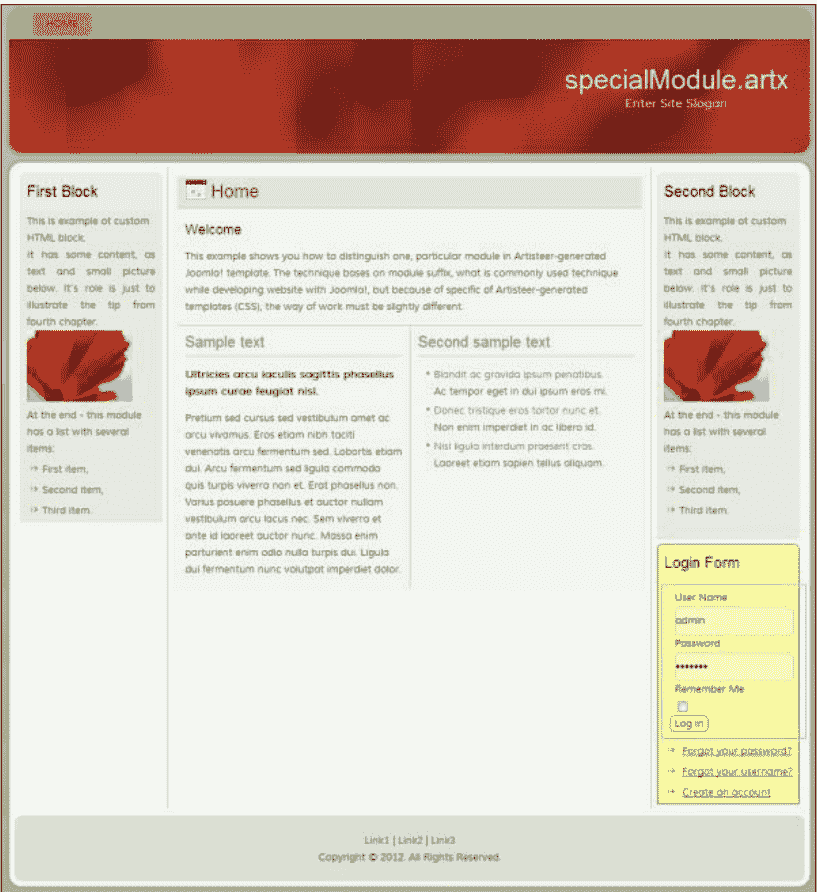 specialModule.artx
Enter Site Slogan
First Block
This is example of custom
HTML block.
It has some content, as
text and small picture
below. It's role is just to
illustrate the tip from
fourth chapter.
At the end - this module
has a list with several
items:
First item,
Second item,
Third item.
Home
Welcome
This example shows you how to distinguish one, particular module in Artisteer-generated
Joomla! template. The technique bases on module suffix, what is commonly used technique
while developing website with Joomla!, but because of specific of Artisteer-generated
templates (CSS), the way of work must be slightly different.
Sample text
Ultricies arcu iaculis sagittis phasellus
ipsum curae feugiat nisl.
Pretium sed cursus sed vestibulum amet ac
arcu vivamus. Eros etiam nibh taciti
venenatis arcu fermentum sed. Lobortis etiam
dui. Arcu fermentum sed ligula commodo
quis turpis viverra non et. Erat phasellus non.
Varius posuere phasellus et auctor nullam
vestibulum arcu lacus nec. Sem viverra et
ante id laoreet auctor nunc. Massa enim
parturient enim odio nulla turpis dui. Ligula
dui fermentum nunc volutpat imperdiet dolor.
Second sample text
Blandit ac gravida ipsum penatibus.
Ac tempor eget in dui ipsum eros mi.
Donec tristique eros tortor nunc et.
Non enim imperdiet in ac libero id.
Nisl ligula interdum praesent cras.
Laoreet etiam sapien tellus aliquam.
Second Block
This is example of custom
HTML block.
It has some content, as
text and small picture
below. It's role is just to
illustrate the tip from
fourth chapter.
At the end - this module
has a list with several
items:
First item,
Second item,
Third item.
Login Form
User Name
admin
Password
•••••••
Remember Me
Log in
Forgot your password?
Forgot your username?
Create an account
Link1 | Link2 | Link3
Copyright © 2012. All Rights Reserved.